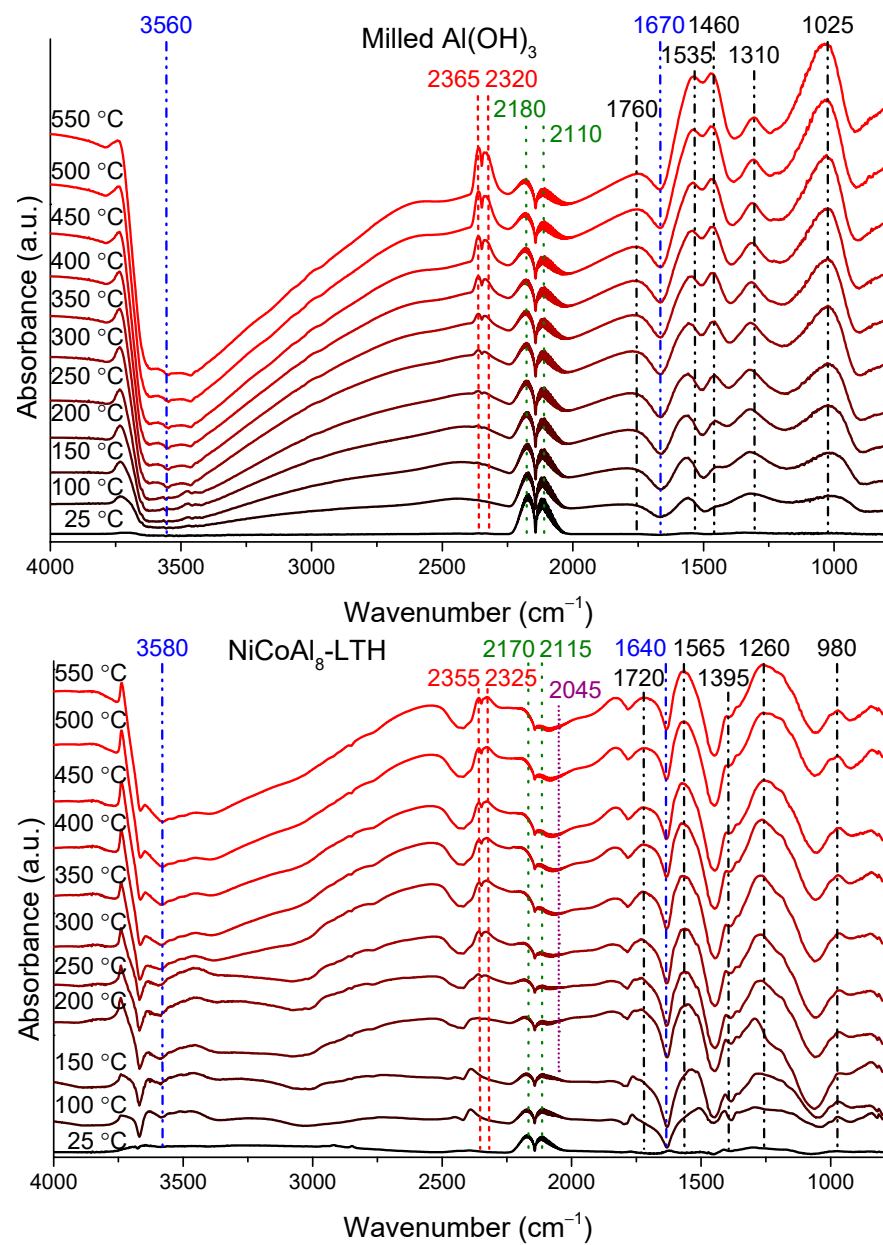 3560
Milled Al(OH)₃
2365
2320
2180
2110
1760
1670
1460
1535
1310
1025
550 °C
500 °C
450 °C
400 °C
350 °C
300 °C
250 °C
200 °C
150 °C
100 °C
25 °C
Absorbance (a.u.)
4000 3500 3000 2500 2000 1500 1000
Wavenumber (cm⁻¹)
3580
NiCoAl₈-LTH
2170
2115
2355
2325
2045
1640
1565
1260
980
1720
1395
550 °C
500 °C
450 °C
400 °C
350 °C
300 °C
250 °C
200 °C
150 °C
100 °C
25 °C
Absorbance (a.u.)
4000 3500 3000 2500 2000 1500 1000
Wavenumber (cm⁻¹)